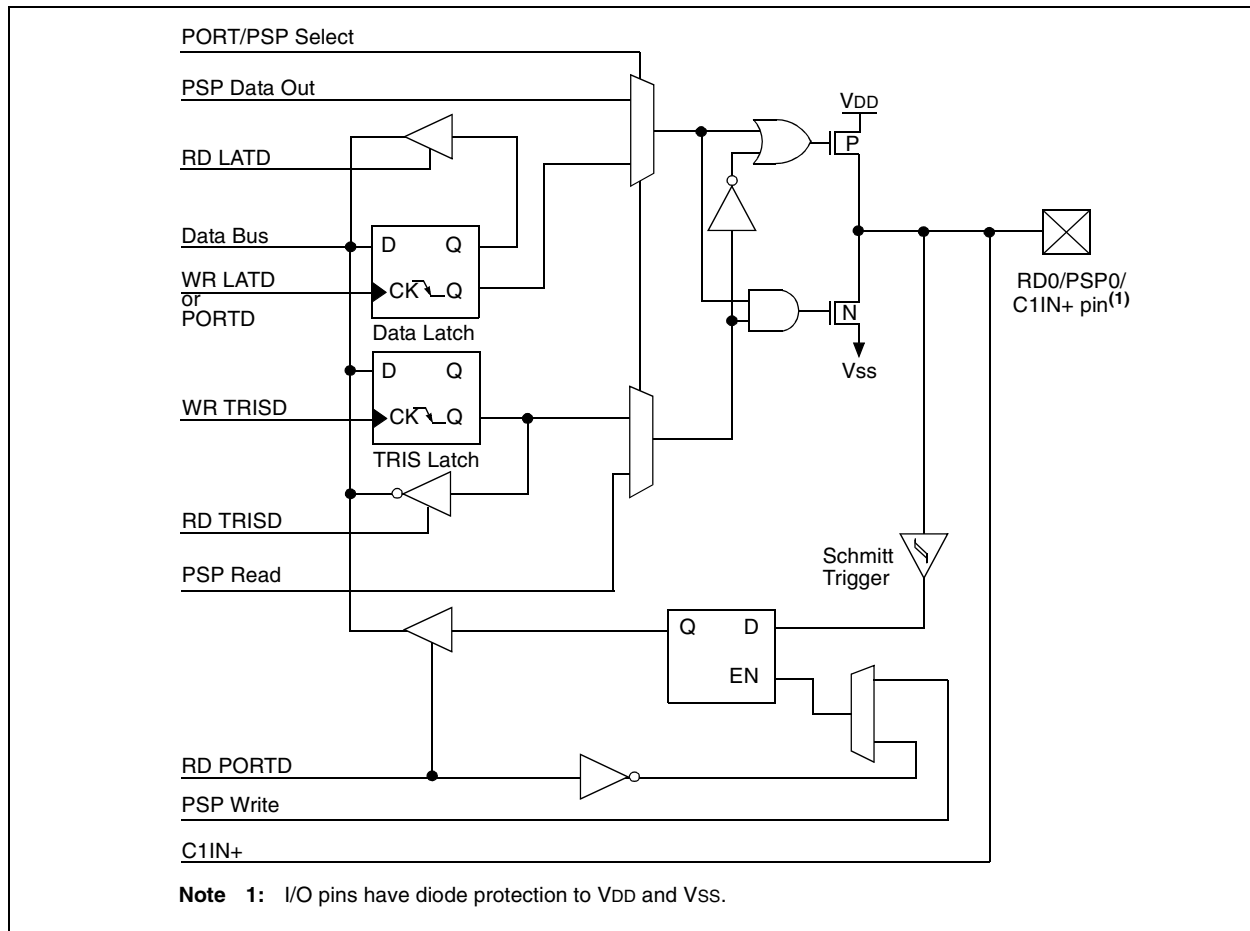 PORT/PSP Select
PSP Data Out
VDD
RD LATD
P
Data Bus
D Q
WR LATD
or
PORTD
CK Q
Data Latch
N
RD0/PSP0/
C1IN+ pin(1)
Vss
D Q
WR TRISD
CK Q
TRIS Latch
RD TRISD
Schmitt
Trigger
PSP Read
Q D
EN
RD PORTD
PSP Write
C1IN+
Note 1: I/O pins have diode protection to VDD and VSS.